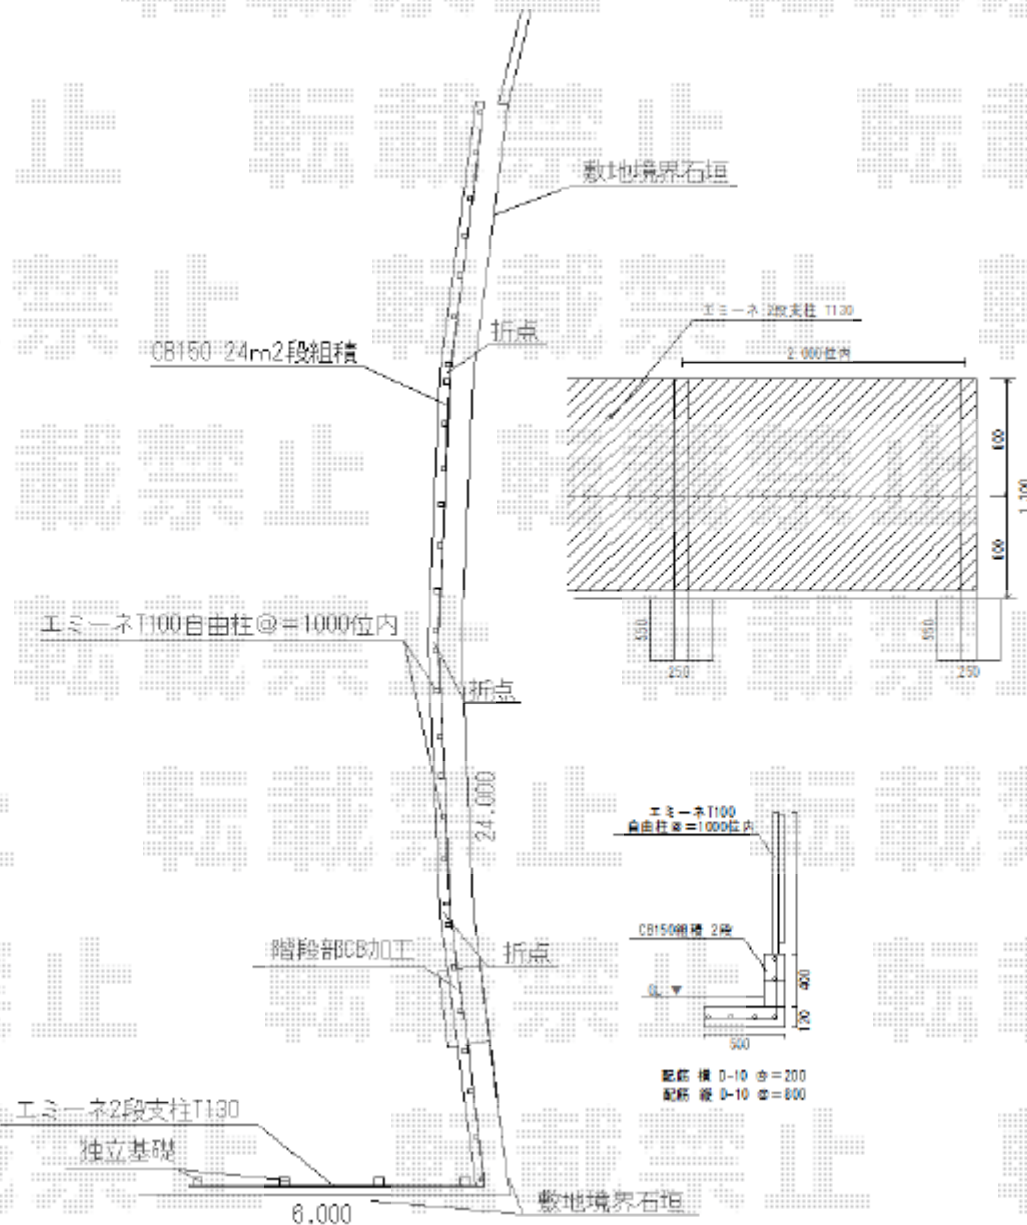 転載禁止
敷地境界石垣
エミーネ 2段支柱 T130
2.000位内
折点
CB150 24m2段組積
600
1.100
600
エミーネT100自由柱@=1000位内
550
550
250
250
折点
24.000
エミーネT100
自由柱@=1000位内
CB150組積 2段
階段部CB加工
折点
GL
400
120
配筋 横 D-10 @=200
配筋 縦 D-10 @=800
エミーネ2段支柱T130
独立基礎
敷地境界石垣
6.000